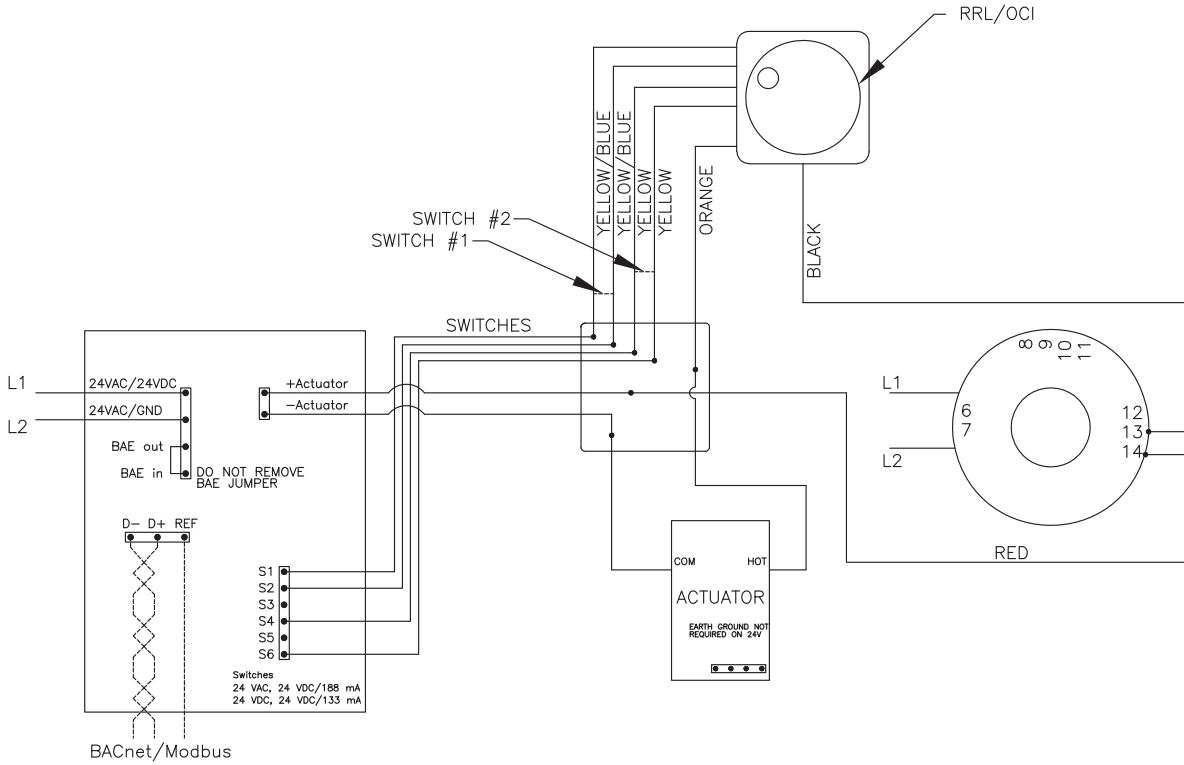 RRL/OCI
YELLOW/BLUE
YELLOW/BLUE
YELLOW
YELLOW
ORANGE
BLACK
SWITCH #2
SWITCH #1
SWITCHES
L1
24VAC/24VDC
L2
24VAC/GND
BAE out
BAE in
DO NOT REMOVE
BAE JUMPER
+Actuator
-Actuator
D- D+ REF
S1
S2
S3
S4
S5
S6
Switches
24 VAC, 24 VDC/188 mA
24 VDC, 24 VDC/133 mA
BACnet/Modbus
COM HOT
ACTUATOR
EARTH GROUND NOT
REQUIRED ON 24V
L1
L2
6
7
8
9
10
11
12
13
14
RED